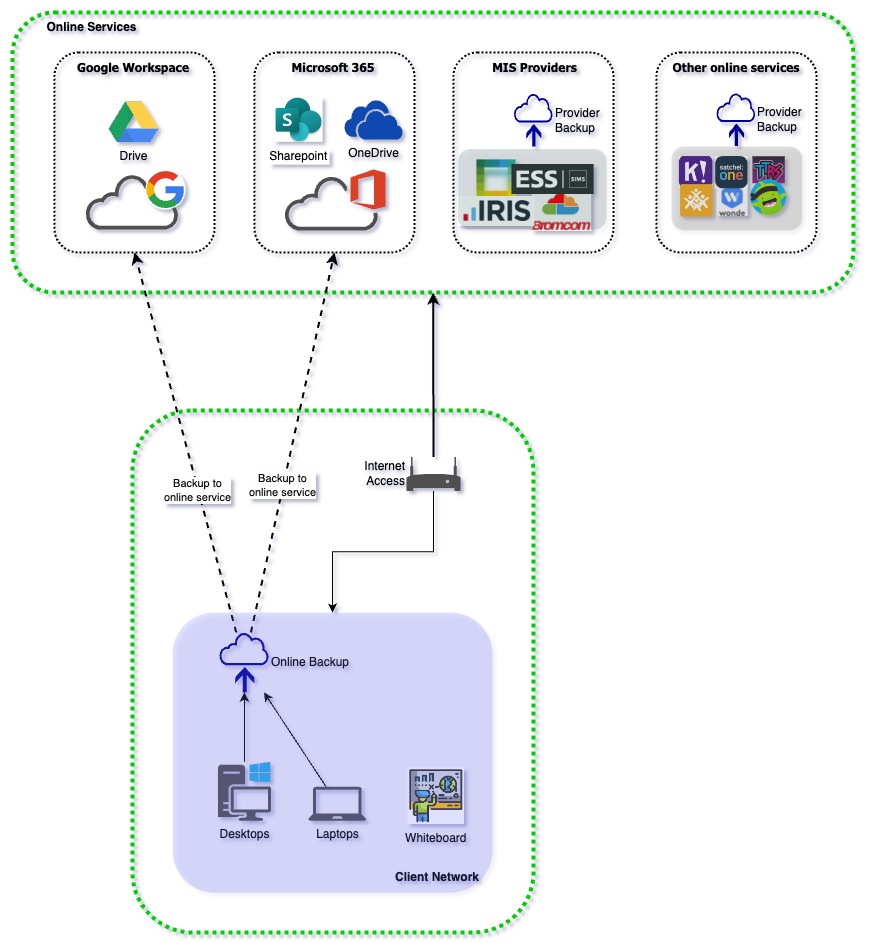 Online Services
Google Workspace
Microsoft 365
MIS Providers
Other online services
Drive
Sharepoint
S
OneDrive
Provider
Backup
Provider
Backup
ESS
SIMS
IRIS
Bromcom
K!
satchel:
one
wonde
Backup to
online service
Backup to
online service
Internet
Access
Online Backup
Desktops
Laptops
Whiteboard
Client Network